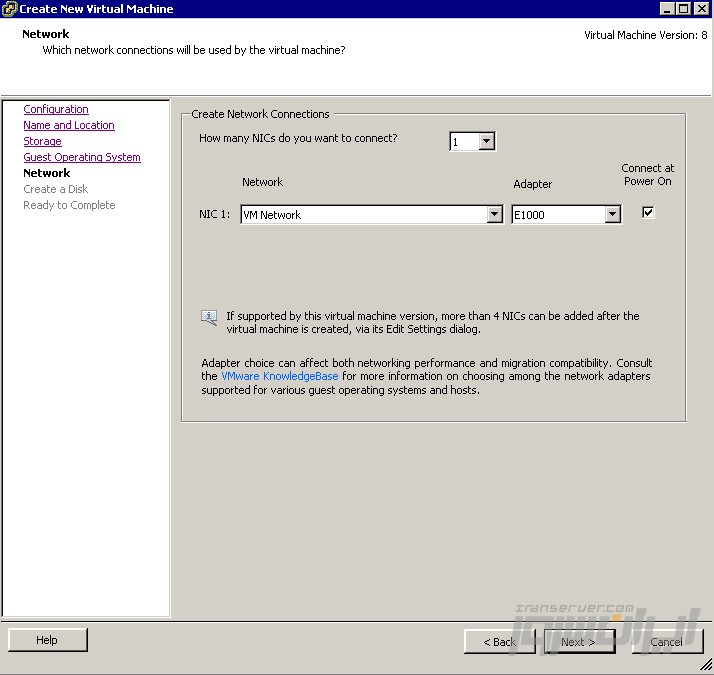 Create New Virtual Machine
Network
Which network connections will be used by the virtual machine?
Virtual Machine Version: 8
Configuration
Name and Location
Storage
Guest Operating System
Network
Create a Disk
Ready to Complete
Create Network Connections
How many NICs do you want to connect?
1
Network
Adapter
Connect at
Power On
NIC 1:
VM Network
E1000
If supported by this virtual machine version, more than 4 NICs can be added after the
virtual machine is created, via its Edit Settings dialog.
Adapter choice can affect both networking performance and migration compatibility. Consult
the VMware KnowledgeBase for more information on choosing among the network adapters
supported for various guest operating systems and hosts.
iranserver.com
ایران سرور
Help
< Back
Next >
Cancel